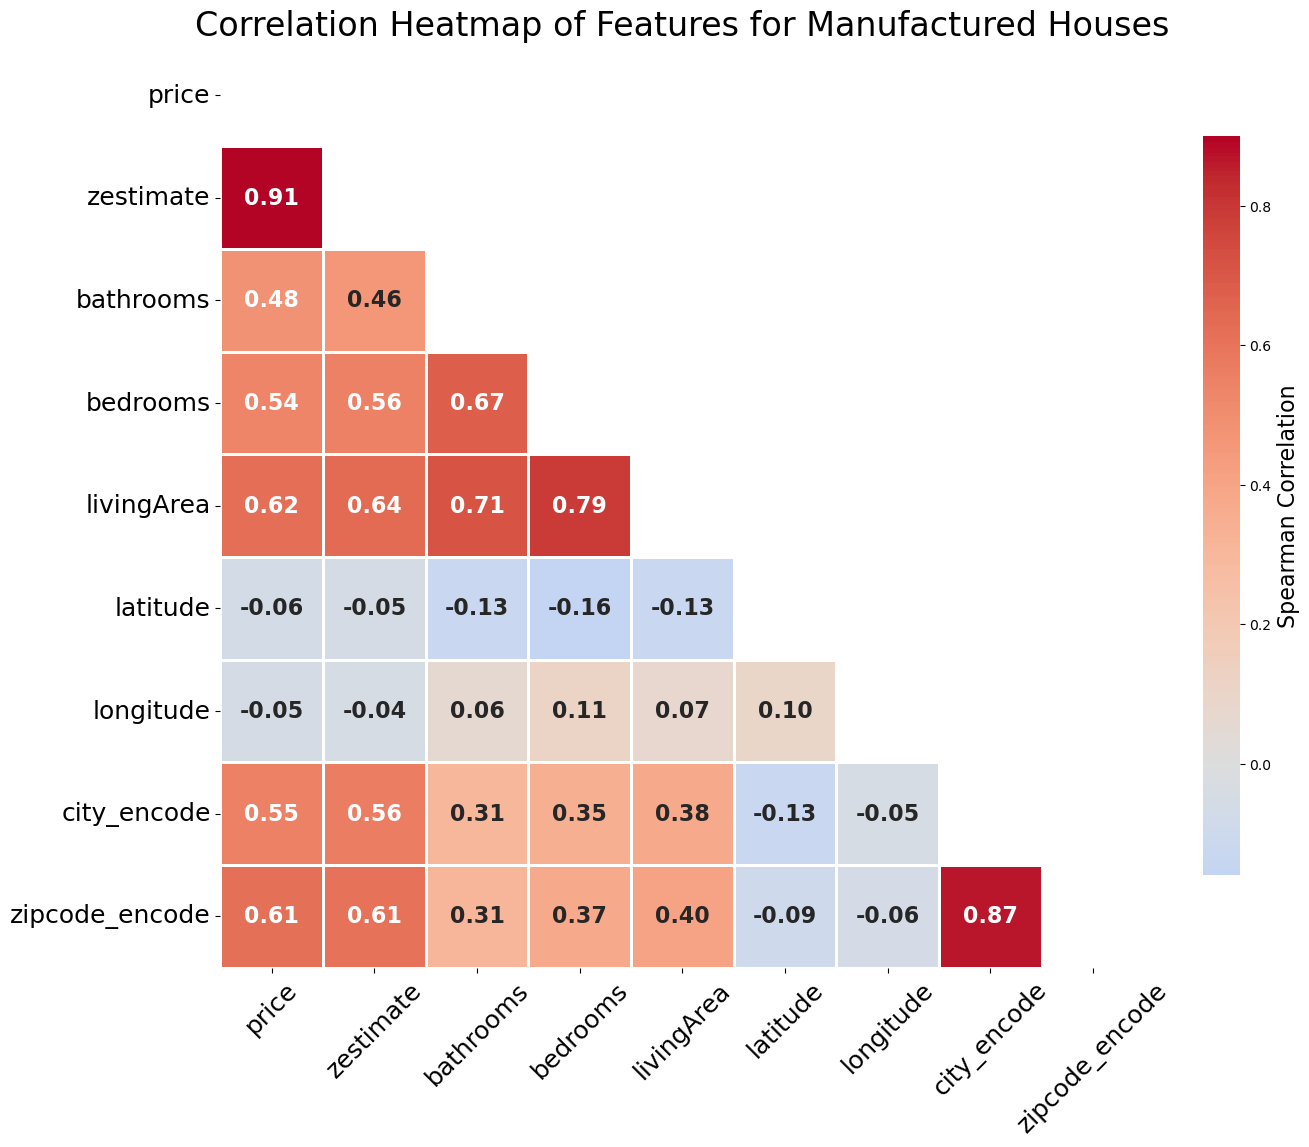 Correlation Heatmap of Features for Manufactured Houses
price
zestimate 0.91
bathrooms 0.48 0.46
bedrooms 0.54 0.56 0.67
livingArea 0.62 0.64 0.71 0.79
latitude -0.06 -0.05 -0.13 -0.16 -0.13
longitude -0.05 -0.04 0.06 0.11 0.07 0.10
city_encode 0.55 0.56 0.31 0.35 0.38 -0.13 -0.05
zipcode_encode 0.61 0.61 0.31 0.37 0.40 -0.09 -0.06 0.87
price zestimate bathrooms bedrooms livingArea latitude longitude city_encode zipcode_encode
0.8
0.6
0.4
0.2
0.0
Spearman Correlation